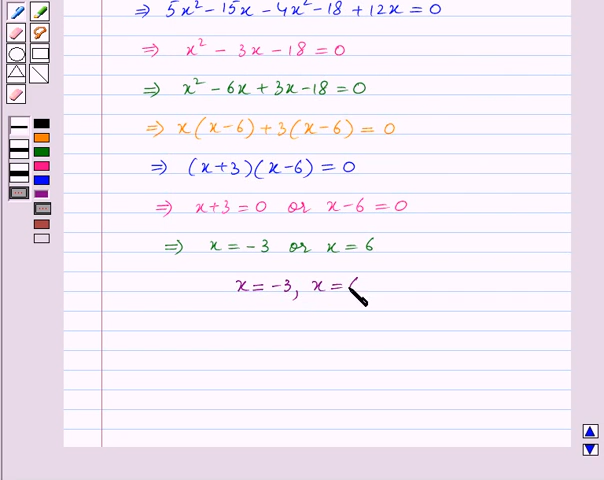 ⇒ 5x² - 15x - 4x² - 18 + 12x = 0
⇒ x² - 3x - 18 = 0
⇒ x² - 6x + 3x - 18 = 0
⇒ x(x-6) + 3(x-6) = 0
⇒ (x+3)(x-6) = 0
⇒ x+3 = 0 or x-6 = 0
⇒ x = -3 or x = 6
x = -3, x =